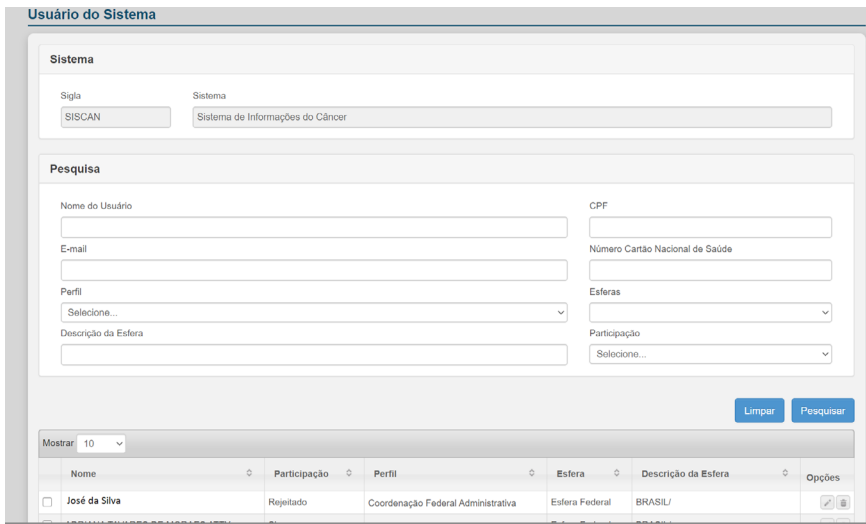 Usuário do Sistema
Sistema
Sigla Sistema
SISCAN Sistema de Informações do Câncer
Pesquisa
Nome do Usuário CPF
E-mail Número Cartão Nacional de Saúde
Perfil Esferas
Selecione...
Descrição da Esfera Participação
Selecione...
Limpar Pesquisar
Mostrar 10
Nome Participação Perfil Esfera Descrição da Esfera Opções
José da Silva Rejeitado Coordenação Federal Administrativa Esfera Federal BRASIL/